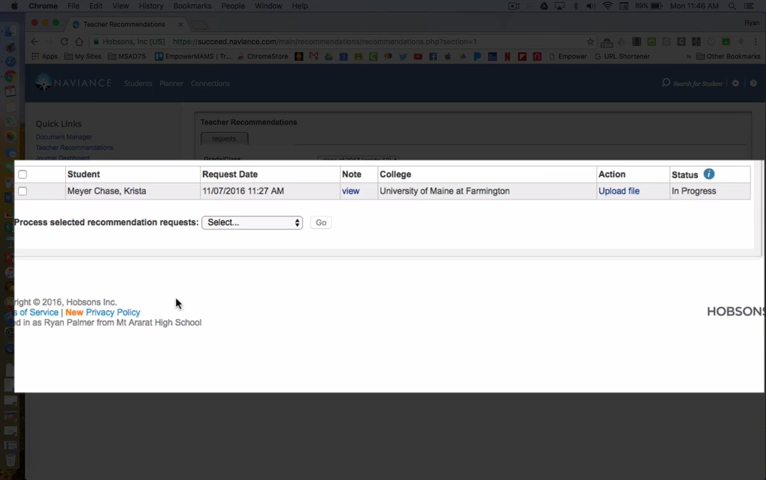 Chrome File Edit View History Bookmarks People Window Help 89% Mon 11:46 AM
Teacher Recommendations Ryan
Hobsons, Inc [US] https://succeed.naviance.com/main/recommendations/recommendations.php?section=1
Apps My Sites MSAD75 EmpowerMAMS | Tr... ChromeStore Empower URL Shortener Other Bookmarks
NAVIANCE Students Planner Connections Search for Student
Quick Links
Document Manager
Teacher Recommendations
Teacher Recommendations
requests
Student Request Date Note College Action Status
Meyer Chase, Krista 11/07/2016 11:27 AM view University of Maine at Farmington Upload file In Progress
Process selected recommendation requests: Select... Go
right © 2016, Hobsons Inc.
s of Service | New Privacy Policy
ed in as Ryan Palmer from Mt Ararat High School
HOBSONS